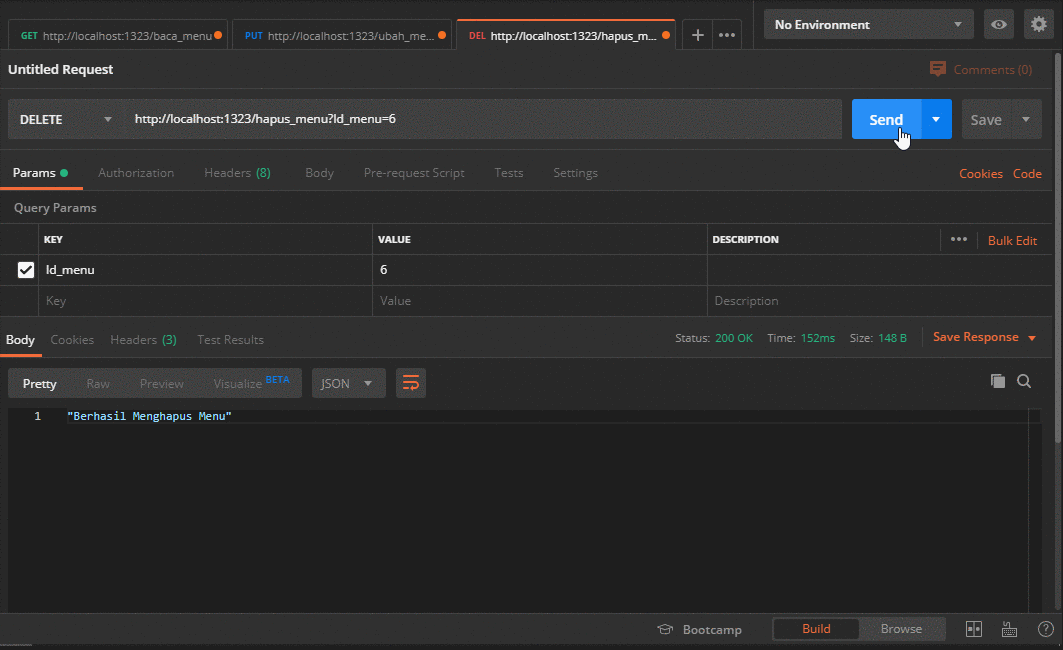 GET http://localhost:1323/baca_menu
PUT http://localhost:1323/ubah_me...
DEL http://localhost:1323/hapus_m...
No Environment
Untitled Request
Comments (0)
DELETE
http://localhost:1323/hapus_menu?Id_menu=6
Send
Save
Params
Authorization
Headers (8)
Body
Pre-request Script
Tests
Settings
Cookies
Code
Query Params
KEY
VALUE
DESCRIPTION
Bulk Edit
Id_menu
6
Key
Value
Description
Body
Cookies
Headers (3)
Test Results
Status: 200 OK
Time: 152ms
Size: 148 B
Save Response
Pretty
Raw
Preview
Visualize BETA
JSON
1
"Berhasil Menghapus Menu"
Bootcamp
Build
Browse